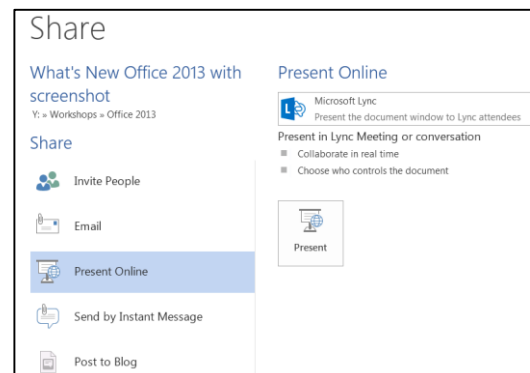 Share
What's New Office 2013 with
screenshot
Y: » Workshops » Office 2013
Share
Invite People
Email
Present Online
Send by Instant Message
Post to Blog
Present Online
Microsoft Lync
Present the document window to Lync attendees
Present in Lync Meeting or conversation
Collaborate in real time
Choose who controls the document
Present